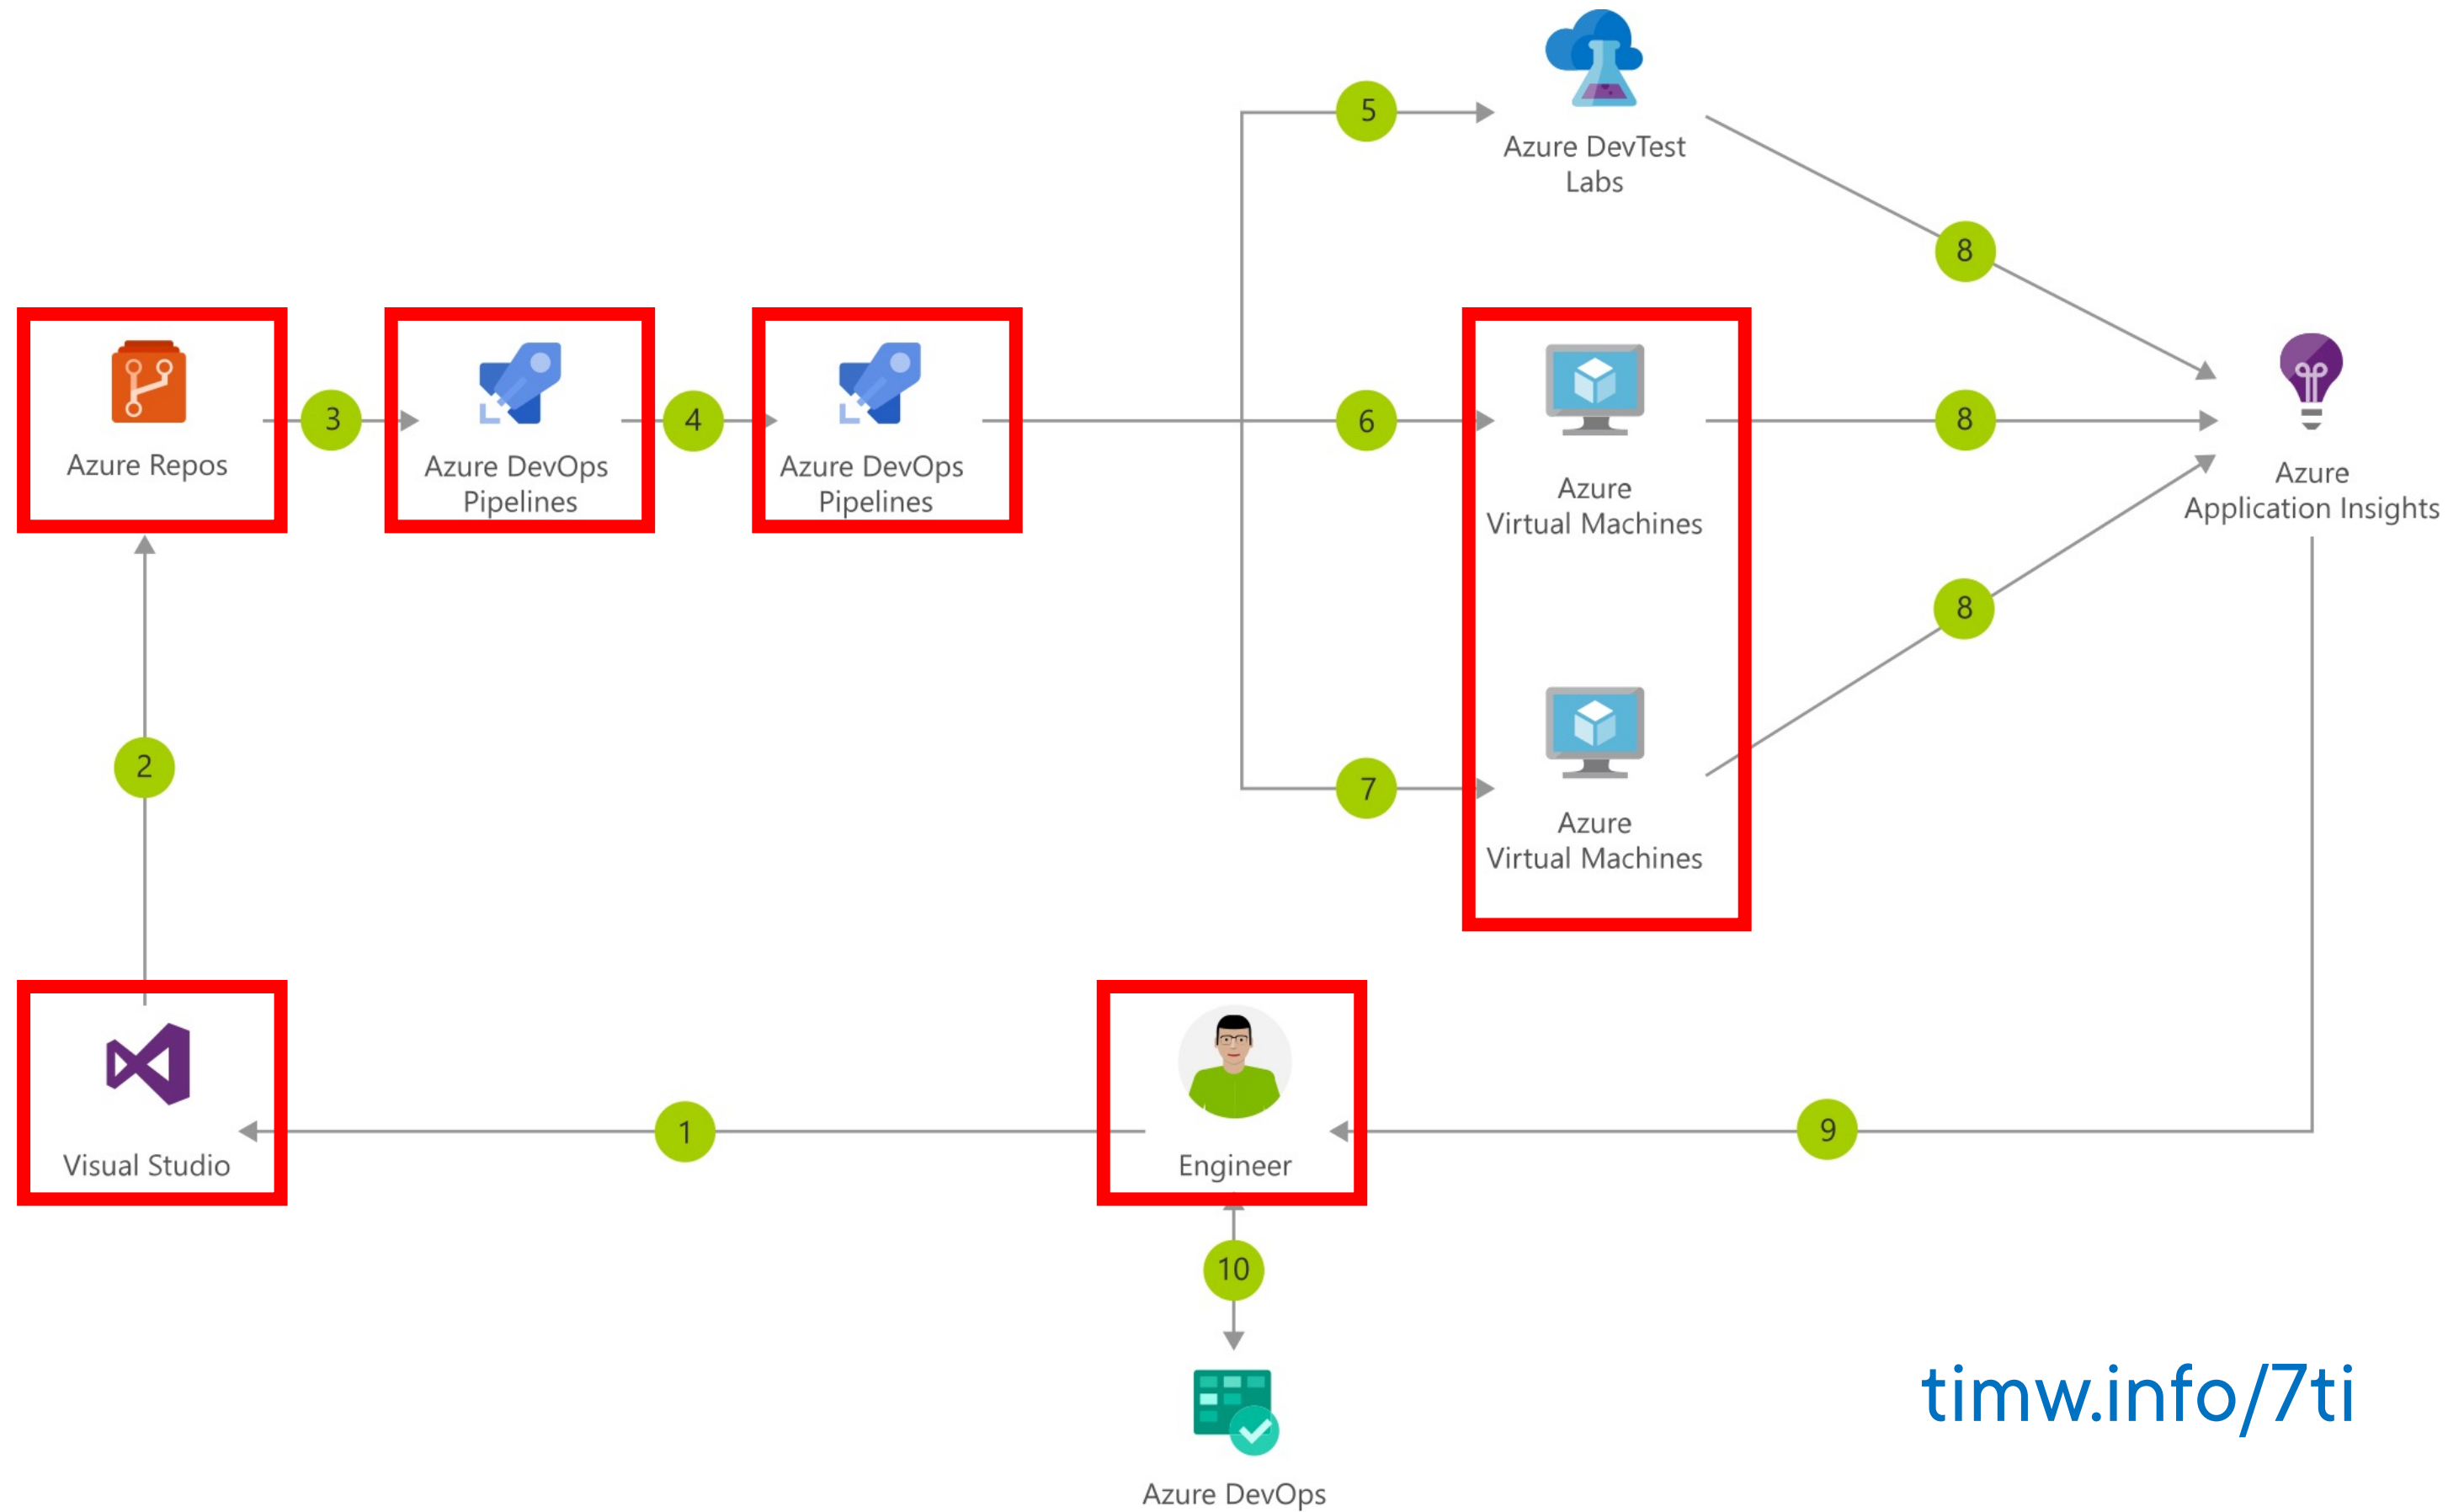 5
Azure DevTest
Labs
8
Azure Repos
3
Azure DevOps
Pipelines
4
Azure DevOps
Pipelines
6
Azure
Virtual Machines
8
Azure
Application Insights
8
2
7
Azure
Virtual Machines
Visual Studio
1
Engineer
9
10
Azure DevOps
timw.info/7ti